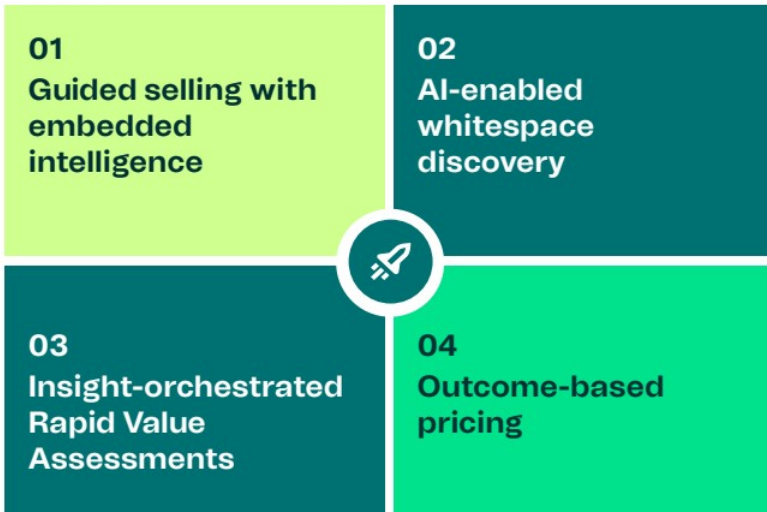 01
Guided selling with
embedded
intelligence
02
AI-enabled
whitespace
discovery
03
Insight-orchestrated
Rapid Value
Assessments
04
Outcome-based
pricing